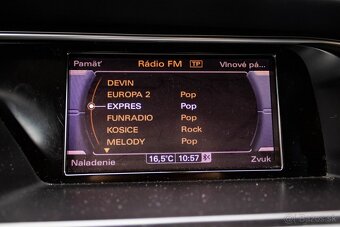 Pamäť Rádio FM TP Vlnové pá...
DEVIN
EUROPA 2 Pop
EXPRES Pop
FUNRADIO Pop
KOSICE Rock
MELODY Pop
Naladenie 16,5°C 10:57 Zvuk